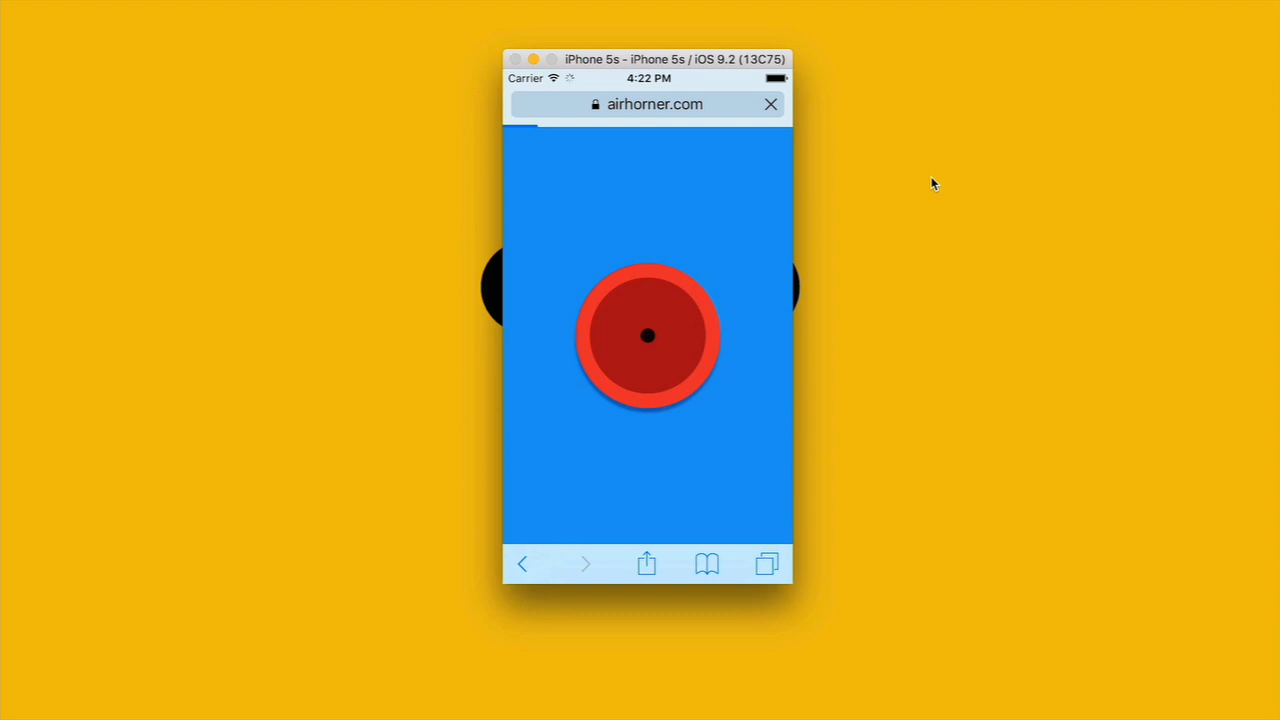 iPhone 5s - iPhone 5s / iOS 9.2 (13C75)
Carrier 4:22 PM
airhorner.com